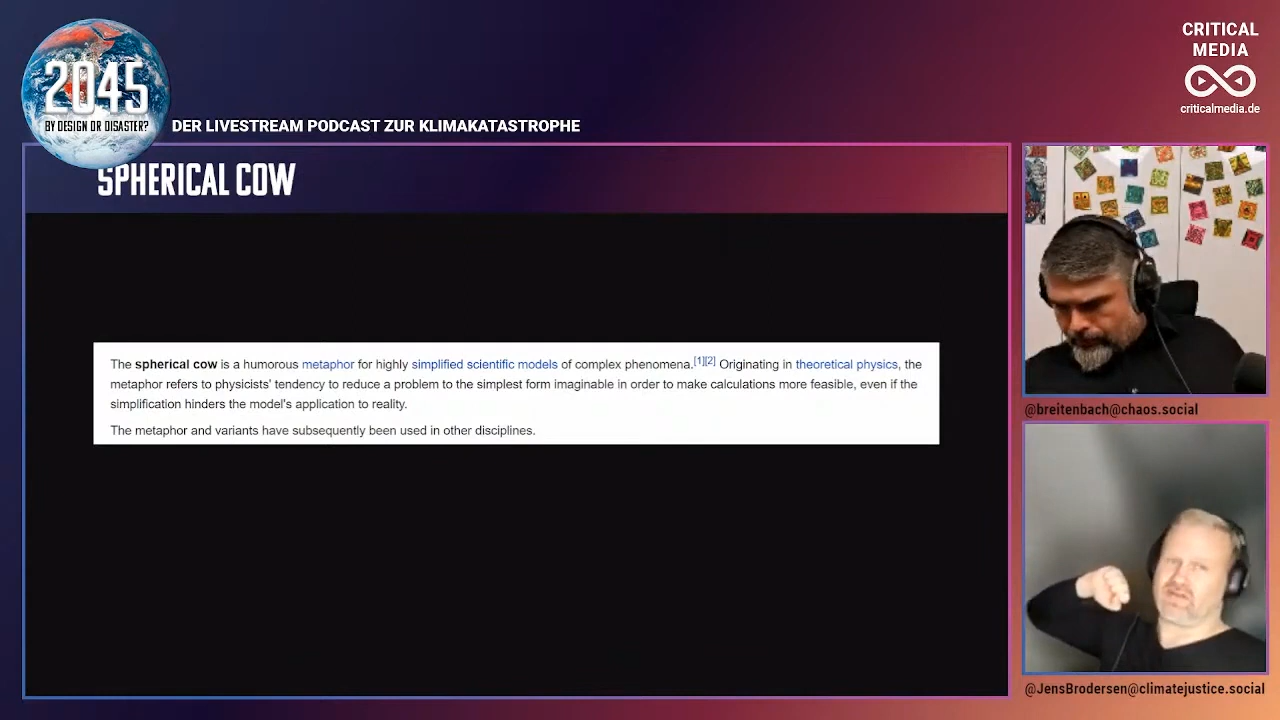 2045
BY DESIGN OR DISASTER?
DER LIVESTREAM PODCAST ZUR KLIMAKATASTROPHE
CRITICAL
MEDIA
criticalmedia.de
SPHERICAL COW
The spherical cow is a humorous metaphor for highly simplified scientific models of complex phenomena.[1][2] Originating in theoretical physics, the
metaphor refers to physicists' tendency to reduce a problem to the simplest form imaginable in order to make calculations more feasible, even if the
simplification hinders the model's application to reality.
The metaphor and variants have subsequently been used in other disciplines.
@breitenbach@chaos.social
@JensBrodersen@climatejustice.social